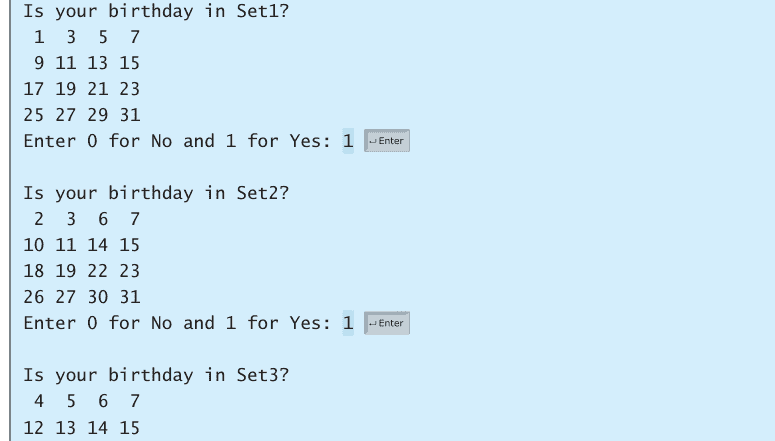 Is your birthday in Set1?
1 3 5 7
9 11 13 15
17 19 21 23
25 27 29 31
Enter 0 for No and 1 for Yes: 1 ↵Enter
Is your birthday in Set2?
2 3 6 7
10 11 14 15
18 19 22 23
26 27 30 31
Enter 0 for No and 1 for Yes: 1 ↵Enter
Is your birthday in Set3?
4 5 6 7
12 13 14 15